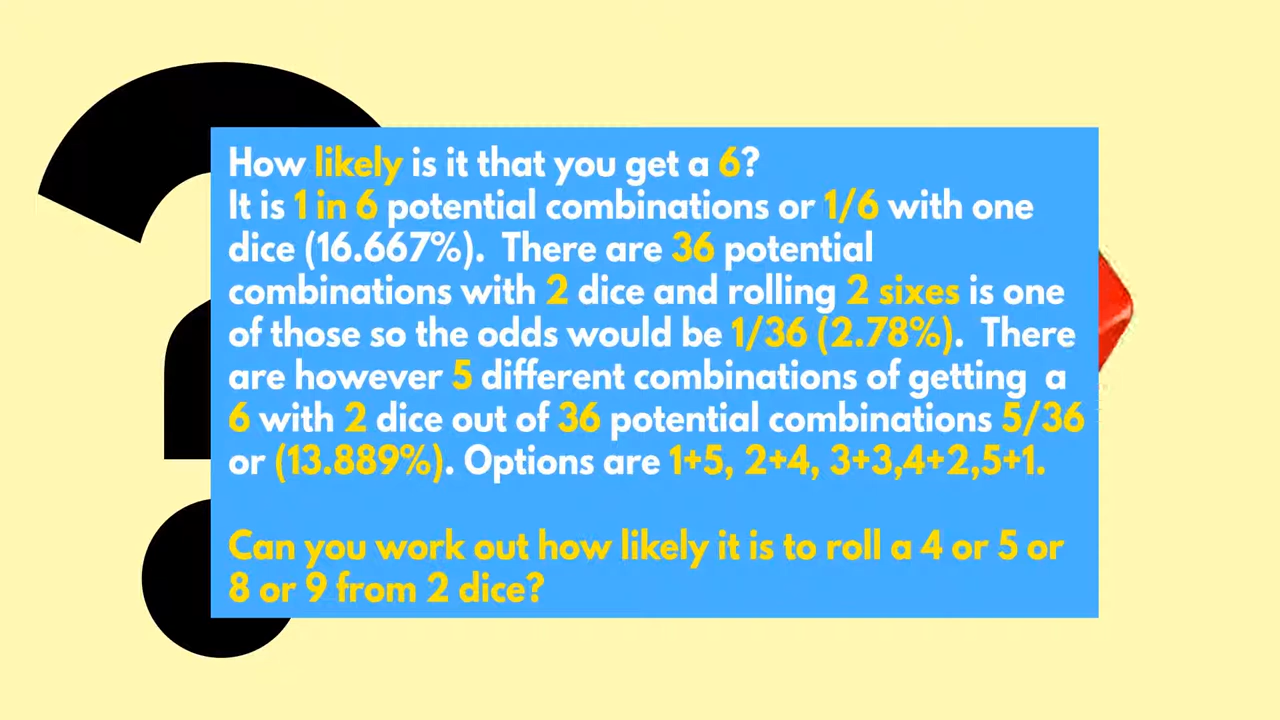 How likely is it that you get a 6?
It is 1 in 6 potential combinations or 1/6 with one
dice (16.667%). There are 36 potential
combinations with 2 dice and rolling 2 sixes is one
of those so the odds would be 1/36 (2.78%). There
are however 5 different combinations of getting a
6 with 2 dice out of 36 potential combinations 5/36
or (13.889%). Options are 1+5, 2+4, 3+3,4+2,5+1.
Can you work out how likely it is to roll a 4 or 5 or
8 or 9 from 2 dice?